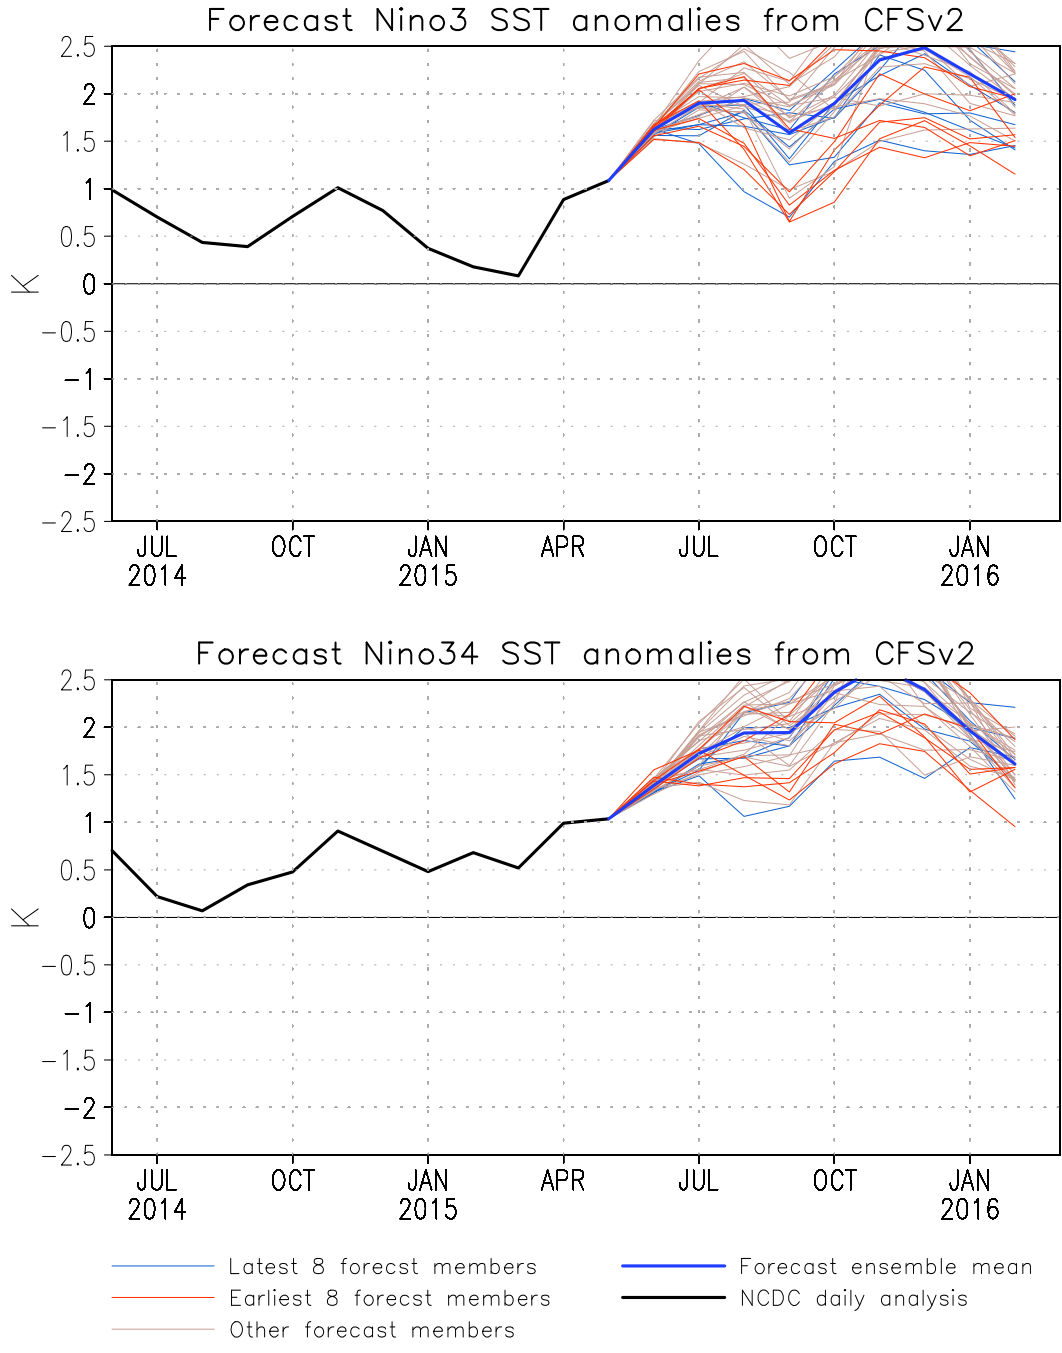 Forecast Nino3 SST anomalies from CFSv2
2.5
2
1.5
1
0.5
0
-0.5
-1
-1.5
-2
-2.5
K
JUL OCT JAN APR JUL OCT JAN
2014 2015 2016
Forecast Nino34 SST anomalies from CFSv2
2.5
2
1.5
1
0.5
0
-0.5
-1
-1.5
-2
-2.5
K
JUL OCT JAN APR JUL OCT JAN
2014 2015 2016
Latest 8 forecst members Forecast ensemble mean
Earliest 8 forecst members NCDC daily analysis
Other forecast members